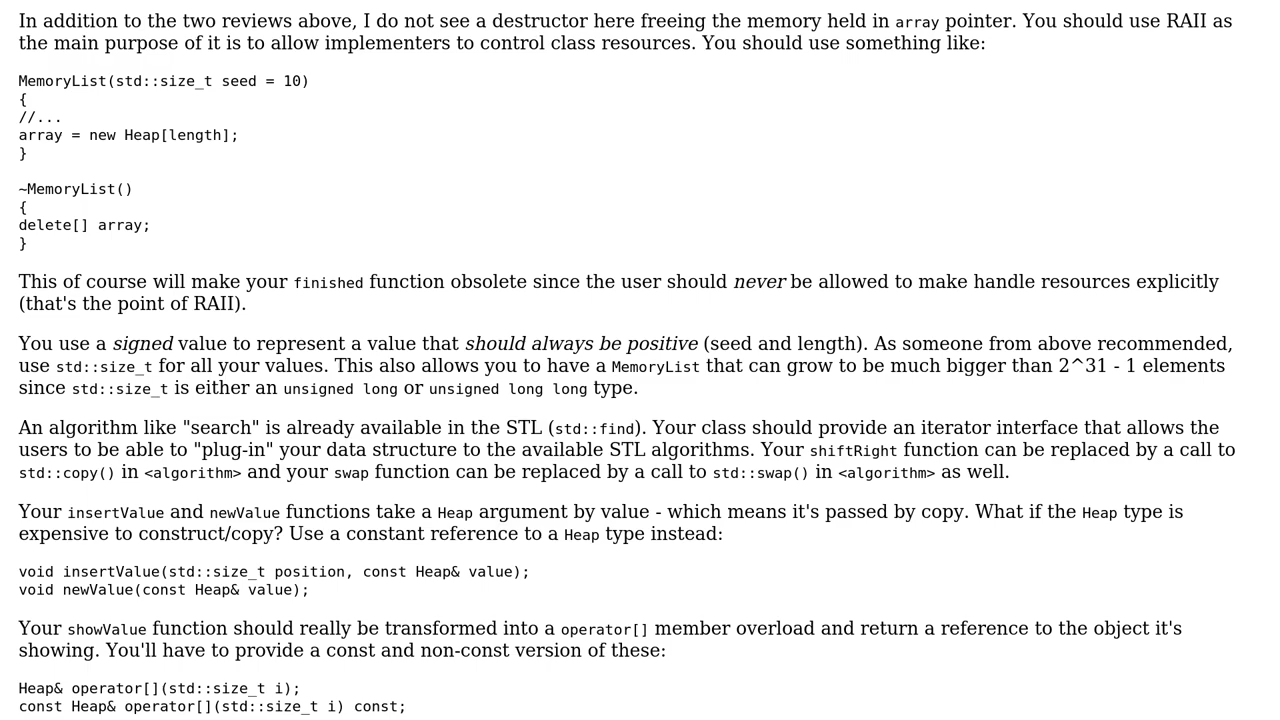 In addition to the two reviews above, I do not see a destructor here freeing the memory held in array pointer. You should use RAII as
the main purpose of it is to allow implementers to control class resources. You should use something like:
MemoryList(std::size_t seed = 10)
{
//...
array = new Heap[length];
}
~MemoryList()
{
delete[] array;
}
This of course will make your finished function obsolete since the user should never be allowed to make handle resources explicitly
(that's the point of RAII).
You use a signed value to represent a value that should always be positive (seed and length). As someone from above recommended,
use std::size_t for all your values. This also allows you to have a MemoryList that can grow to be much bigger than 2^31 - 1 elements
since std::size_t is either an unsigned long or unsigned long long type.
An algorithm like "search" is already available in the STL (std::find). Your class should provide an iterator interface that allows the
users to be able to "plug-in" your data structure to the available STL algorithms. Your shiftRight function can be replaced by a call to
std::copy() in <algorithm> and your swap function can be replaced by a call to std::swap() in <algorithm> as well.
Your insertValue and newValue functions take a Heap argument by value - which means it's passed by copy. What if the Heap type is
expensive to construct/copy? Use a constant reference to a Heap type instead:
void insertValue(std::size_t position, const Heap& value);
void newValue(const Heap& value);
Your showValue function should really be transformed into a operator[] member overload and return a reference to the object it's
showing. You'll have to provide a const and non-const version of these:
Heap& operator[](std::size_t i);
const Heap& operator[](std::size_t i) const;